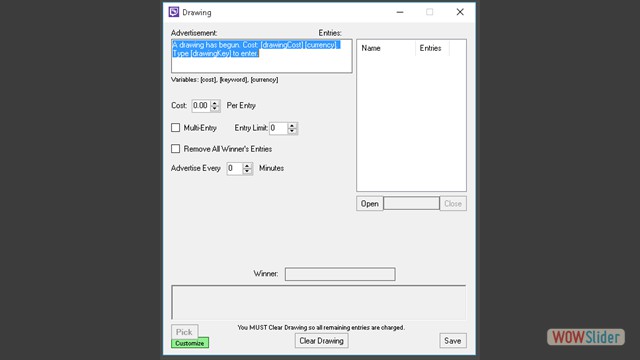 Drawing
Advertisement: Entries:
A drawing has begun. Cost: [drawingCost] [currency].
Type [drawingKey] to enter.
Name Entries
Variables: [cost], [keyword], [currency]
Cost: 0.00 Per Entry
Multi-Entry Entry Limit: 0
Remove All Winner's Entries
Advertise Every 0 Minutes
Open Close
Winner:
You MUST Clear Drawing so all remaining entries are charged.
Pick
Customize
Clear Drawing
Save
WOWSlider